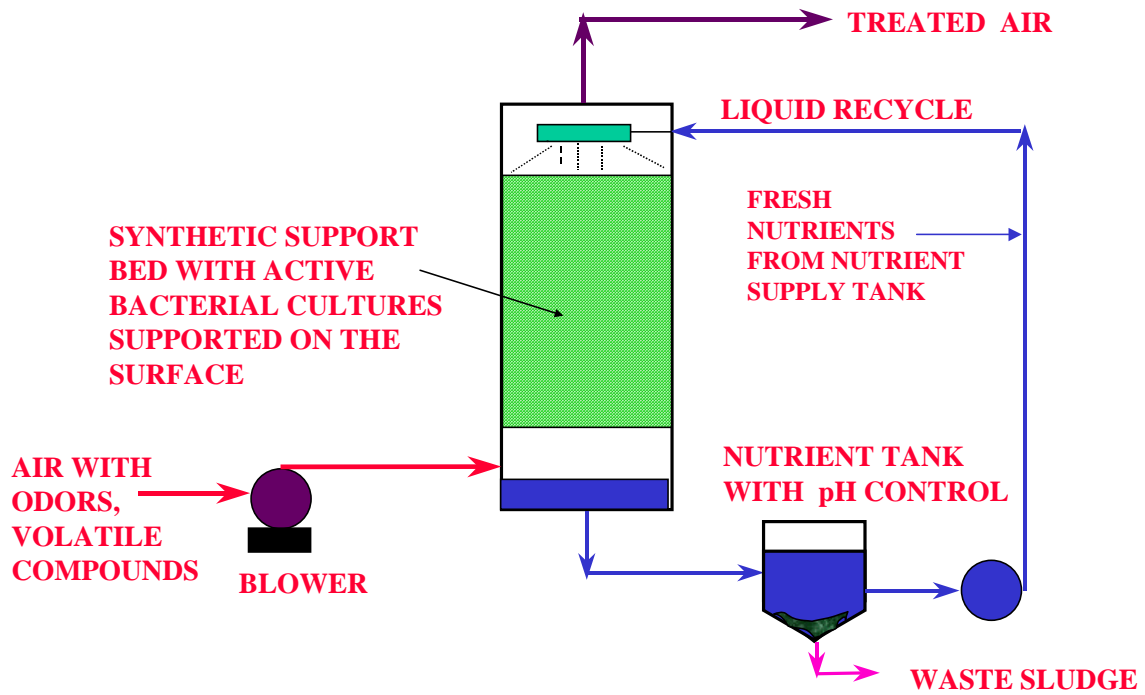 TREATED AIR
LIQUID RECYCLE
FRESH
NUTRIENTS
FROM NUTRIENT
SUPPLY TANK
SYNTHETIC SUPPORT
BED WITH ACTIVE
BACTERIAL CULTURES
SUPPORTED ON THE
SURFACE
AIR WITH
ODORS,
VOLATILE
COMPOUNDS
BLOWER
NUTRIENT TANK
WITH pH CONTROL
WASTE SLUDGE